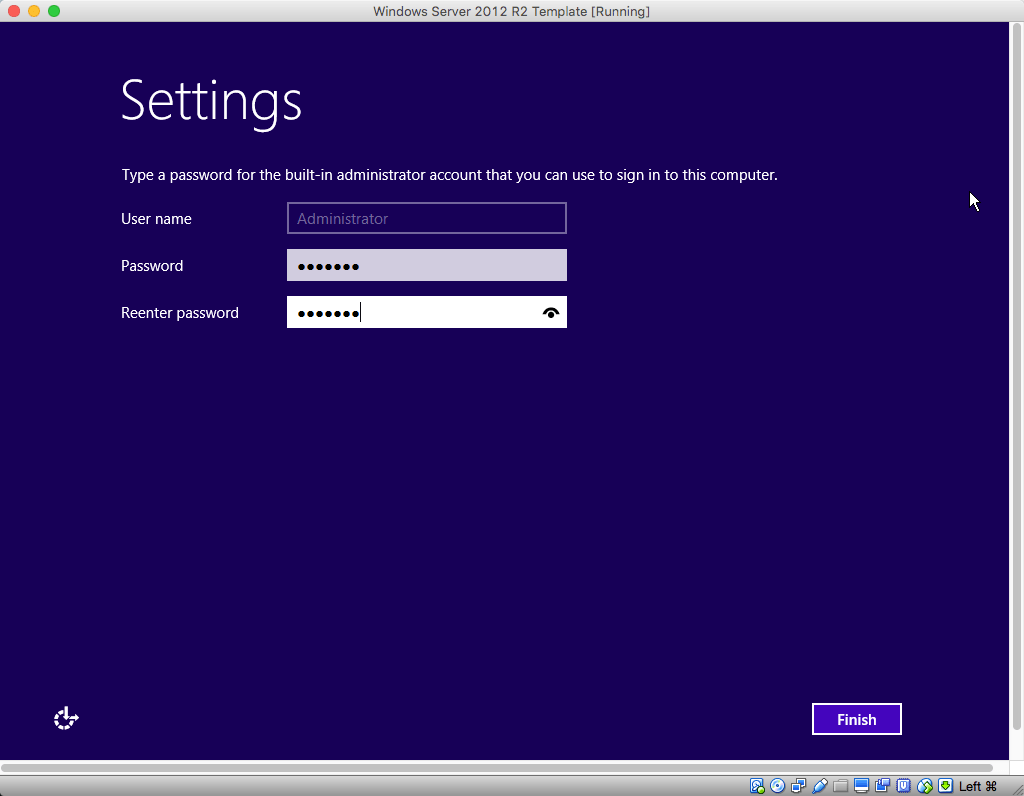 Windows Server 2012 R2 Template [Running]
Settings
Type a password for the built-in administrator account that you can use to sign in to this computer.
User name
Administrator
Password
•••••••
Reenter password
•••••••
Finish
Left ⌘